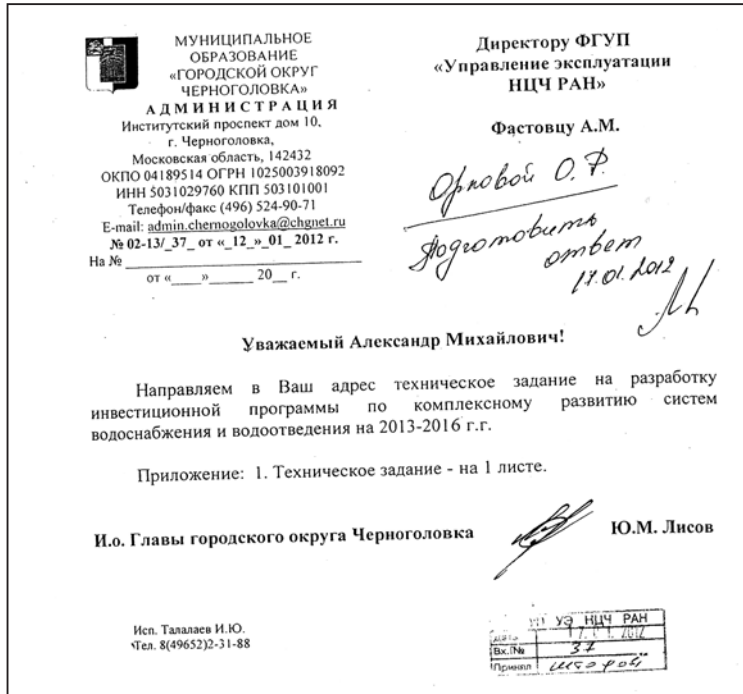 МУНИЦИПАЛЬНОЕ
ОБРАЗОВАНИЕ
«ГОРОДСКОЙ ОКРУГ
ЧЕРНОГОЛОВКА»
АДМИНИСТРАЦИЯ
Институтский проспект дом 10,
г. Черноголовка,
Московская область, 142432
ОКПО 04189514 ОГРН 1025003918092
ИНН 5031029760 КПП 503101001
Телефон/факс (496) 524-90-71
E-mail: admin.chernogolovka@chgnet.ru
№ 02-13/_37_ от «_12_»_01_ 2012 г.
На № ____________________
от «____»______ 20__ г.
Директору ФГУП
«Управление эксплуатации
НЦЧ РАН»
Фастовцу А.М.
О.Р.
Подготовить
ответ
17.01.2012
Уважаемый Александр Михайлович!
Направляем в Ваш адрес техническое задание на разработку
инвестиционной программы по комплексному развитию систем
водоснабжения и водоотведения на 2013-2016 г.г.
Приложение: 1. Техническое задание - на 1 листе.
И.о. Главы городского округа Черноголовка Ю.М. Лисов
Исп. Талалаев И.Ю.
Тел. 8(49652)2-31-88
УЭ НЦЧ РАН
17.01.2012
Вх.№ 37
Принял